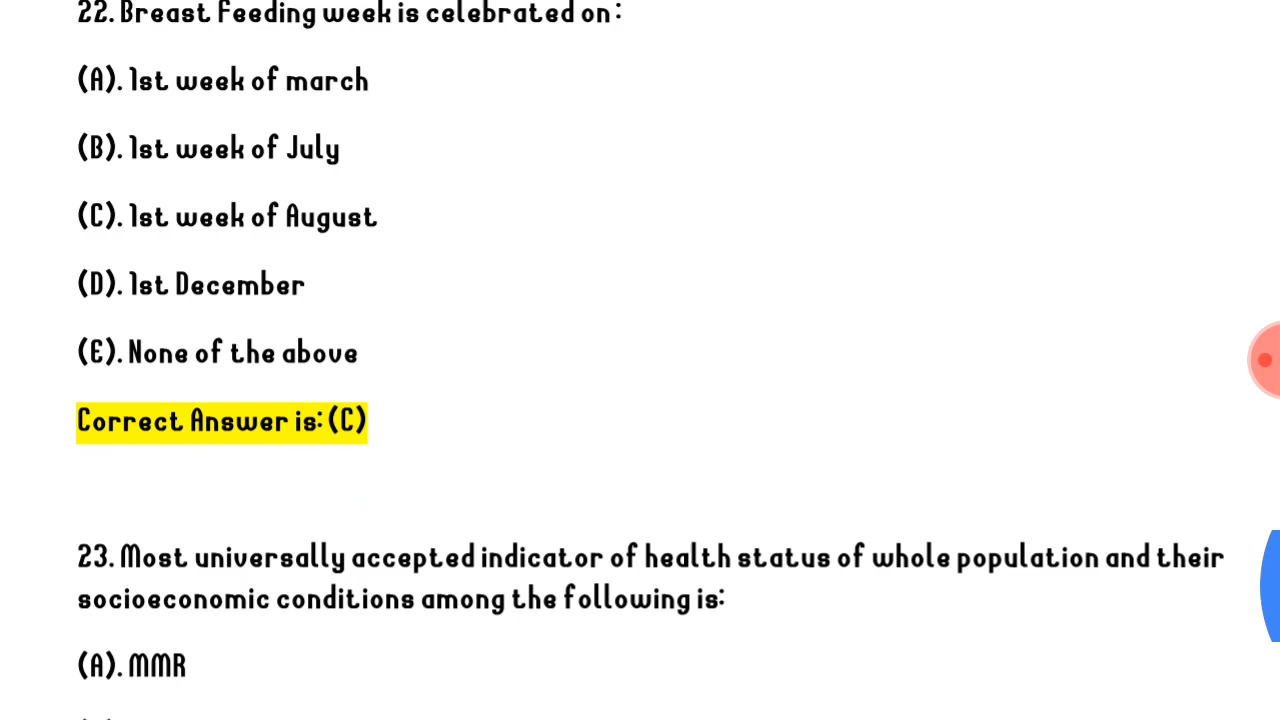 22. Breast feeding week is celebrated on:
(A). 1st week of march
(B). 1st week of July
(C). 1st week of August
(D). 1st December
(E). None of the above
Correct Answer is: (C)
23. Most universally accepted indicator of health status of whole population and their
socioeconomic conditions among the following is:
(A). MMR